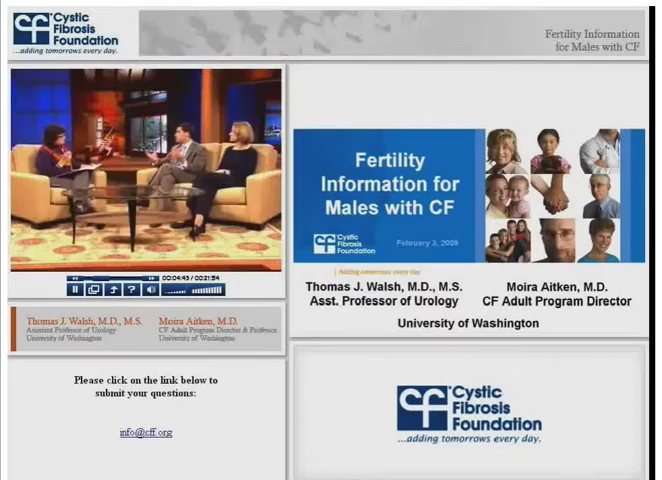 Cystic
Fibrosis
Foundation
...adding tomorrows every day.
Fertility Information
for Males with CF
00:04:43 / 00:21:54
Thomas J. Walsh, M.D., M.S.
Assistant Professor of Urology
University of Washington
Moira Aitken, M.D.
CF Adult Program Director & Professor
University of Washington
Please click on the link below to
submit your questions:
info@cff.org
Fertility
Information for
Males with CF
Cystic
Fibrosis
Foundation
February 3, 2009
Adding tomorrows every day
Thomas J. Walsh, M.D., M.S.
Asst. Professor of Urology
Moira Aitken, M.D.
CF Adult Program Director
University of Washington
Cystic
Fibrosis
Foundation
...adding tomorrows every day.